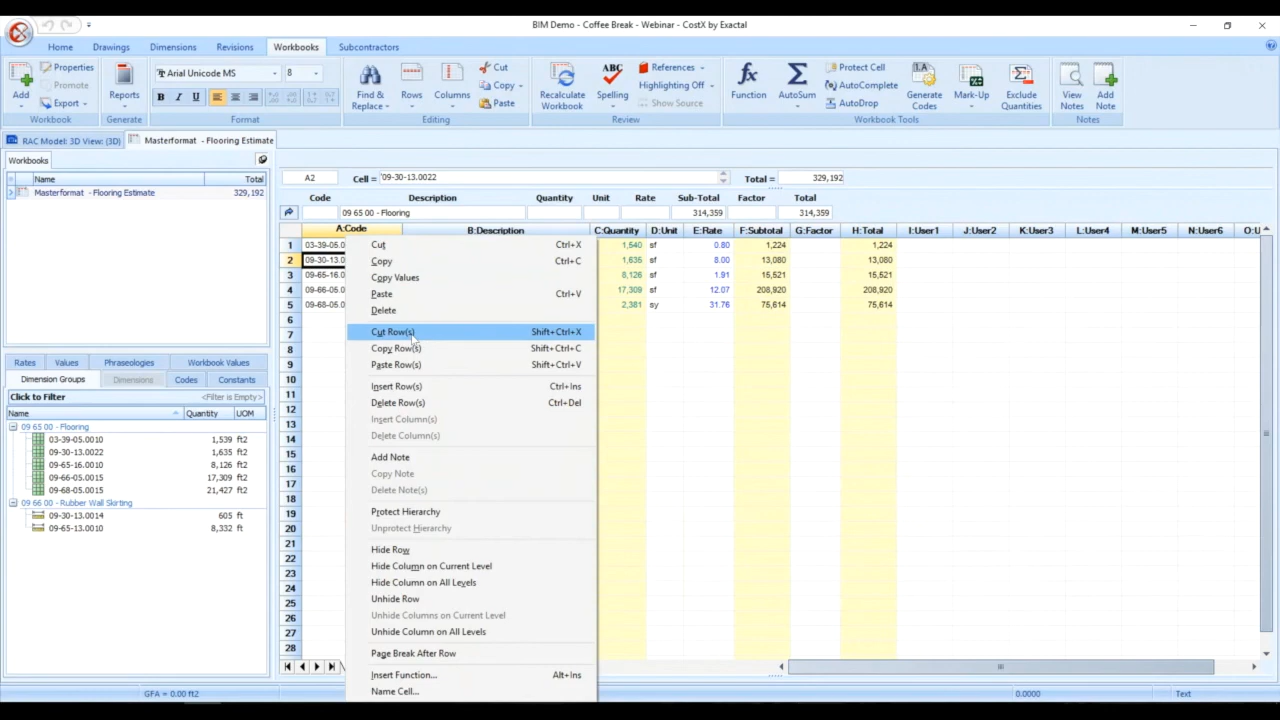 BIM Demo - Coffee Break - Webinar - CostX by Exactal
Home Drawings Dimensions Revisions Workbooks Subcontractors
Add Properties Promote Export
Workbook
Reports
Generate
Arial Unicode MS 8
B I U
Format
Find & Replace Rows Columns Cut Copy Paste
Editing
Recalculate Workbook Spelling References Highlighting Off Show Source
Review
Function AutoSum Protect Cell AutoComplete AutoDrop Generate Codes Mark-Up Exclude Quantities
Workbook Tools
View Notes Add Note
Notes
RAC Model: 3D View: {3D} Masterformat - Flooring Estimate
Workbooks
Name Total
Masterformat - Flooring Estimate 329,192
Rates Values Phraseologies Workbook Values
Dimension Groups Dimensions Codes Constants
Click to Filter <Filter is Empty>
Name Quantity UOM
09 65 00 - Flooring
03-39-05.0010 1,539 ft2
09-30-13.0022 1,635 ft2
09-65-16.0010 8,126 ft2
09-66-05.0015 17,309 ft2
09-68-05.0015 21,427 ft2
09 66 00 - Rubber Wall Skirting
09-30-13.0014 605 ft
09-65-13.0010 8,332 ft
A2 Cell = '09-30-13.0022 Total = 329,192
Code Description Quantity Unit Rate Sub-Total Factor Total
09 65 00 - Flooring 314,359 314,359
A:Code B:Description C:Quantity D:Unit E:Rate F:Subtotal G:Factor H:Total I:User1 J:User2 K:User3 L:User4 M:User5 N:User6 O:U
1 03-39-05.0 1,540 sf 0.80 1,224 1,224
2 09-30-13.0 1,635 sf 8.00 13,080 13,080
3 09-65-16.0 8,126 sf 1.91 15,521 15,521
4 09-66-05.0 17,309 sf 12.07 208,920 208,920
5 09-68-05.0 2,381 sy 31.76 75,614 75,614
6
7
8
9
10
11
12
13
14
15
16
17
18
19
20
21
22
23
24
25
26
27
28
Cut Ctrl+X
Copy Ctrl+C
Copy Values
Paste Ctrl+V
Delete
Cut Row(s) Shift+Ctrl+X
Copy Row(s) Shift+Ctrl+C
Paste Row(s) Shift+Ctrl+V
Insert Row(s) Ctrl+Ins
Delete Row(s) Ctrl+Del
Insert Column(s)
Delete Column(s)
Add Note
Copy Note
Delete Note(s)
Protect Hierarchy
Unprotect Hierarchy
Hide Row
Hide Column on Current Level
Hide Column on All Levels
Unhide Row
Unhide Columns on Current Level
Unhide Column on All Levels
Page Break After Row
Insert Function... Alt+Ins
Name Cell...
GFA = 0.00 ft2 0.0000 Text